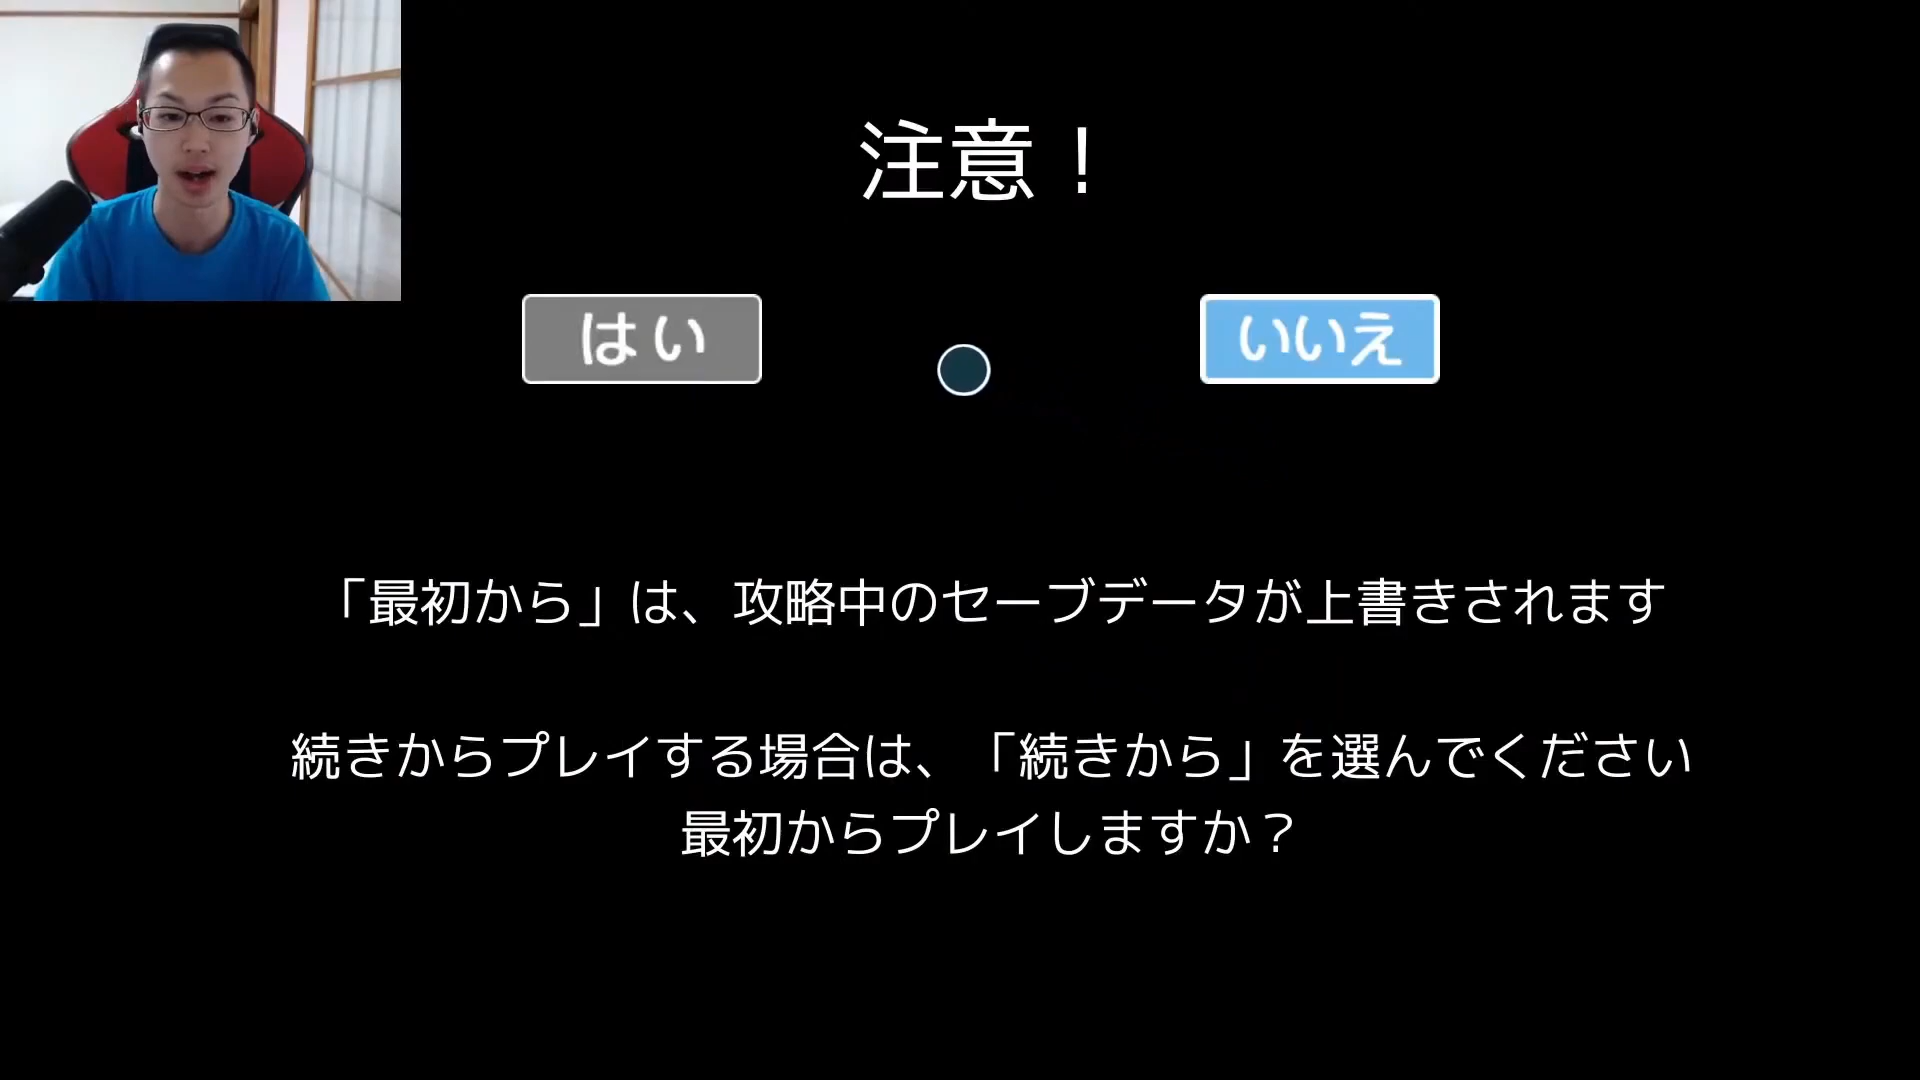 注意！
はい
いいえ
「最初から」は、攻略中のセーブデータが上書きされます
続きからプレイする場合は、「続きから」を選んでください
最初からプレイしますか？